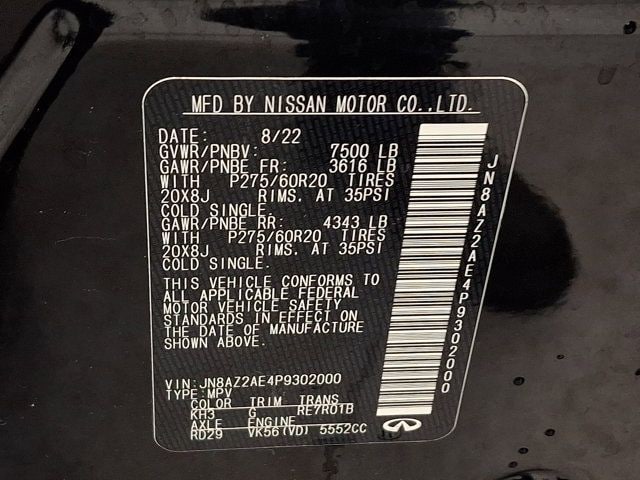 MFD BY NISSAN MOTOR CO.,LTD.
DATE: 8/22
GVWR/PNBV: 7500 LB
GAWR/PNBE FR: 3616 LB
WITH P275/60R20 TIRES
20X8J RIMS. AT 35PSI
COLD SINGLE.
GAWR/PNBE RR: 4343 LB
WITH P275/60R20 TIRES
20X8J RIMS. AT 35PSI
COLD SINGLE.
THIS VEHICLE CONFORMS TO
ALL APPLICABLE FEDERAL
MOTOR VEHICLE SAFETY
STANDARDS IN EFFECT ON
THE DATE OF MANUFACTURE
SHOWN ABOVE.
VIN:JN8AZ2AE4P9302000
TYPE:MPV
COLOR TRIM TRANS
KH3 G RE7R01B
AXLE ENGINE
RD29 VK56(VD) 5552CC
JN8AZ2AE4P9302000